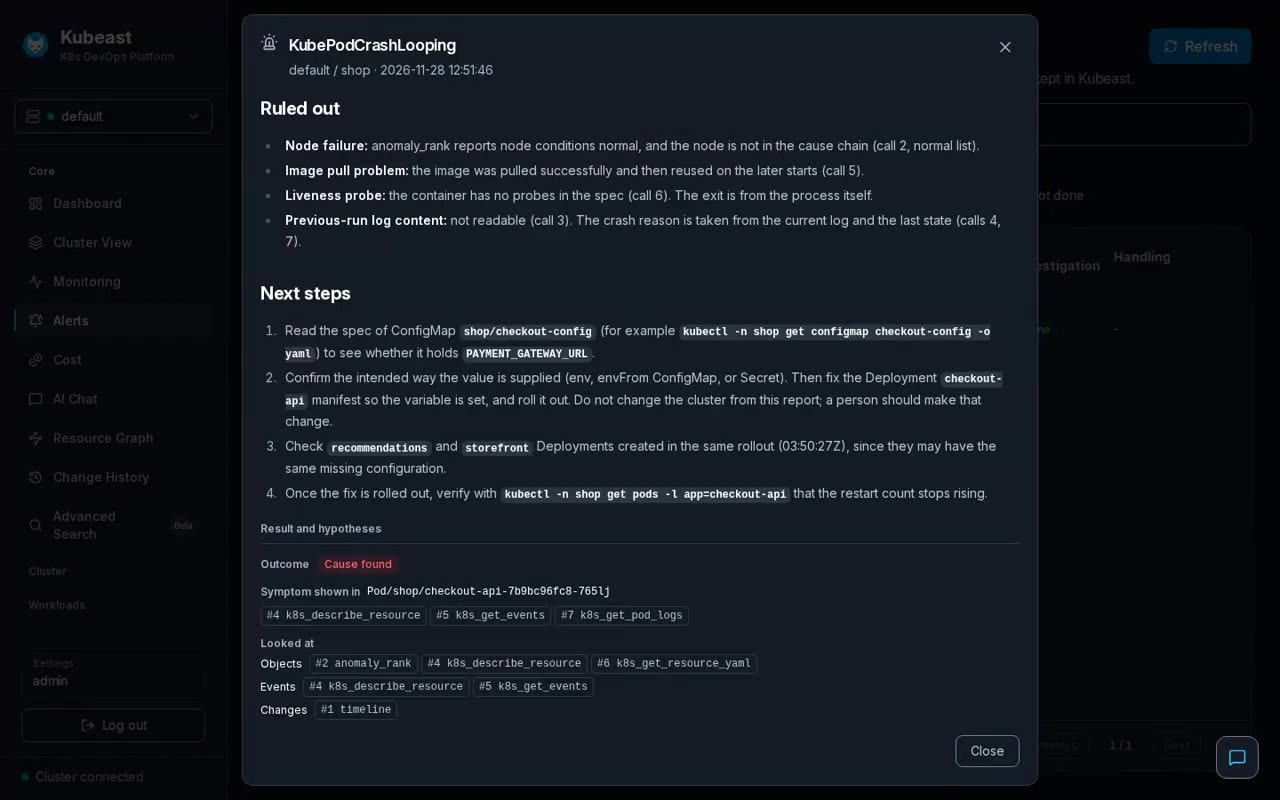 Kubeast
K8s DevOps Platform
default
Core
Dashboard
Cluster View
Monitoring
Alerts
Cost
AI Chat
Resource Graph
Change History
Advanced
Search
Beta
Cluster
Workloads
Settings
admin
Log out
Cluster connected
Refresh
ept in Kubeast.
ot done
estigation
Handling
ne
-
1 / 1
KubePodCrashLooping
default / shop · 2026-11-28 12:51:46
Ruled out
• Node failure: anomaly_rank reports node conditions normal, and the node is not in the cause chain (call 2, normal list).
• Image pull problem: the image was pulled successfully and then reused on the later starts (call 5).
• Liveness probe: the container has no probes in the spec (call 6). The exit is from the process itself.
• Previous-run log content: not readable (call 3). The crash reason is taken from the current log and the last state (calls 4,
7).
Next steps
1. Read the spec of ConfigMap shop/checkout-config (for example kubectl -n shop get configmap checkout-config -o
yaml) to see whether it holds PAYMENT_GATEWAY_URL.
2. Confirm the intended way the value is supplied (env, envFrom ConfigMap, or Secret). Then fix the Deployment checkout-
api manifest so the variable is set, and roll it out. Do not change the cluster from this report; a person should make that
change.
3. Check recommendations and storefront Deployments created in the same rollout (03:50:27Z), since they may have the
same missing configuration.
4. Once the fix is rolled out, verify with kubectl -n shop get pods -l app=checkout-api that the restart count stops rising.
Result and hypotheses
Outcome Cause found
Symptom shown in Pod/shop/checkout-api-7b9bc96fc8-765lj
#4 k8s_describe_resource #5 k8s_get_events #7 k8s_get_pod_logs
Looked at
Objects #2 anomaly_rank #4 k8s_describe_resource #6 k8s_get_resource_yaml
Events #4 k8s_describe_resource #5 k8s_get_events
Changes #1 timeline
Close